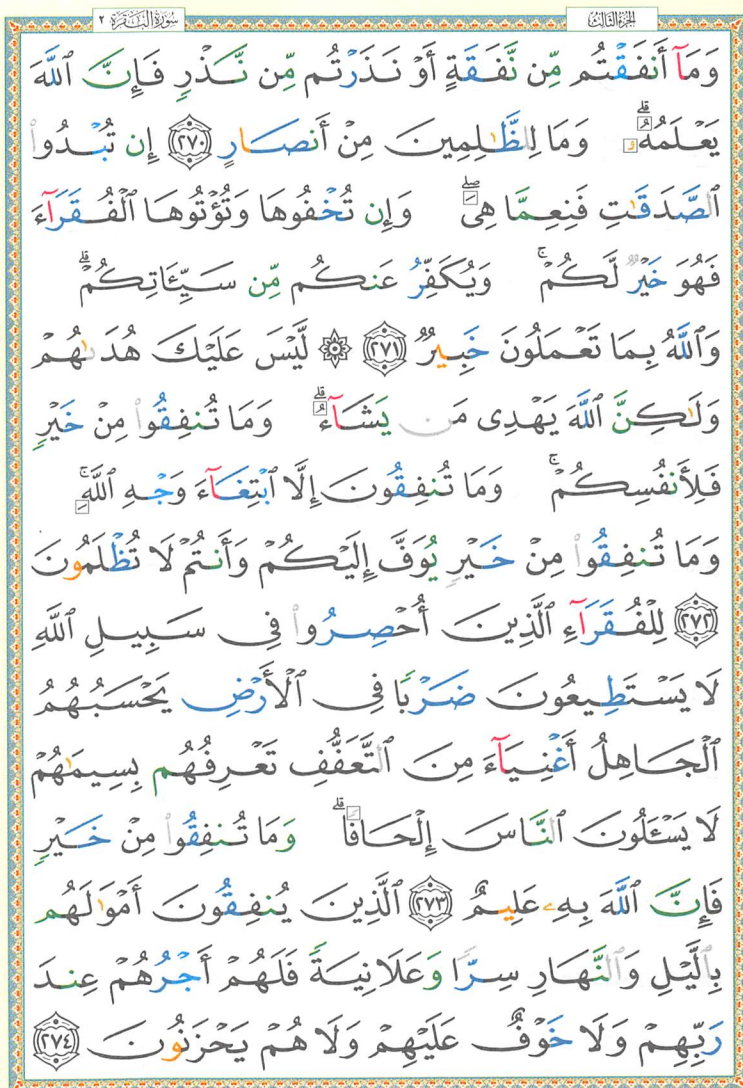 الجزء الثالث
سورة البقرة ٢
وَمَآ أَنفَقْتُم مِّن نَّفَقَةٍ أَوْ نَذَرْتُم مِّن نَّذْرٍ فَإِنَّ ٱللَّهَ
يَعْلَمُهُۥ ۗ وَمَا لِلظَّٰلِمِينَ مِنْ أَنصَارٍ ﴿٢٧٠﴾ إِن تُبْدُوا۟
ٱلصَّدَقَٰتِ فَنِعِمَّا هِىَ ۖ وَإِن تُخْفُوهَا وَتُؤْتُوهَا ٱلْفُقَرَآءَ
فَهُوَ خَيْرٌ لَّكُمْ ۚ وَيُكَفِّرُ عَنكُم مِّن سَيِّـَٔاتِكُمْ ۗ
وَٱللَّهُ بِمَا تَعْمَلُونَ خَبِيرٌ ﴿٢٧١﴾ ۞ لَّيْسَ عَلَيْكَ هُدَىٰهُمْ
وَلَٰكِنَّ ٱللَّهَ يَهْدِى مَن يَشَآءُ ۗ وَمَا تُنفِقُوا۟ مِنْ خَيْرٍ
فَلِأَنفُسِكُمْ ۚ وَمَا تُنفِقُونَ إِلَّا ٱبْتِغَآءَ وَجْهِ ٱللَّهِ ۚ
وَمَا تُنفِقُوا۟ مِنْ خَيْرٍ يُوَفَّ إِلَيْكُمْ وَأَنتُمْ لَا تُظْلَمُونَ
﴿٢٧٢﴾ لِلْفُقَرَآءِ ٱلَّذِينَ أُحْصِرُوا۟ فِى سَبِيلِ ٱللَّهِ
لَا يَسْتَطِيعُونَ ضَرْبًا فِى ٱلْأَرْضِ يَحْسَبُهُمُ
ٱلْجَاهِلُ أَغْنِيَآءَ مِنَ ٱلتَّعَفُّفِ تَعْرِفُهُم بِسِيمَٰهُمْ
لَا يَسْـَٔلُونَ ٱلنَّاسَ إِلْحَافًا ۗ وَمَا تُنفِقُوا۟ مِنْ خَيْرٍ
فَإِنَّ ٱللَّهَ بِهِۦ عَلِيمٌ ﴿٢٧٣﴾ ٱلَّذِينَ يُنفِقُونَ أَمْوَٰلَهُم
بِٱلَّيْلِ وَٱلنَّهَارِ سِرًّا وَعَلَانِيَةً فَلَهُمْ أَجْرُهُمْ عِندَ
رَبِّهِمْ وَلَا خَوْفٌ عَلَيْهِمْ وَلَا هُمْ يَحْزَنُونَ ﴿٢٧٤﴾